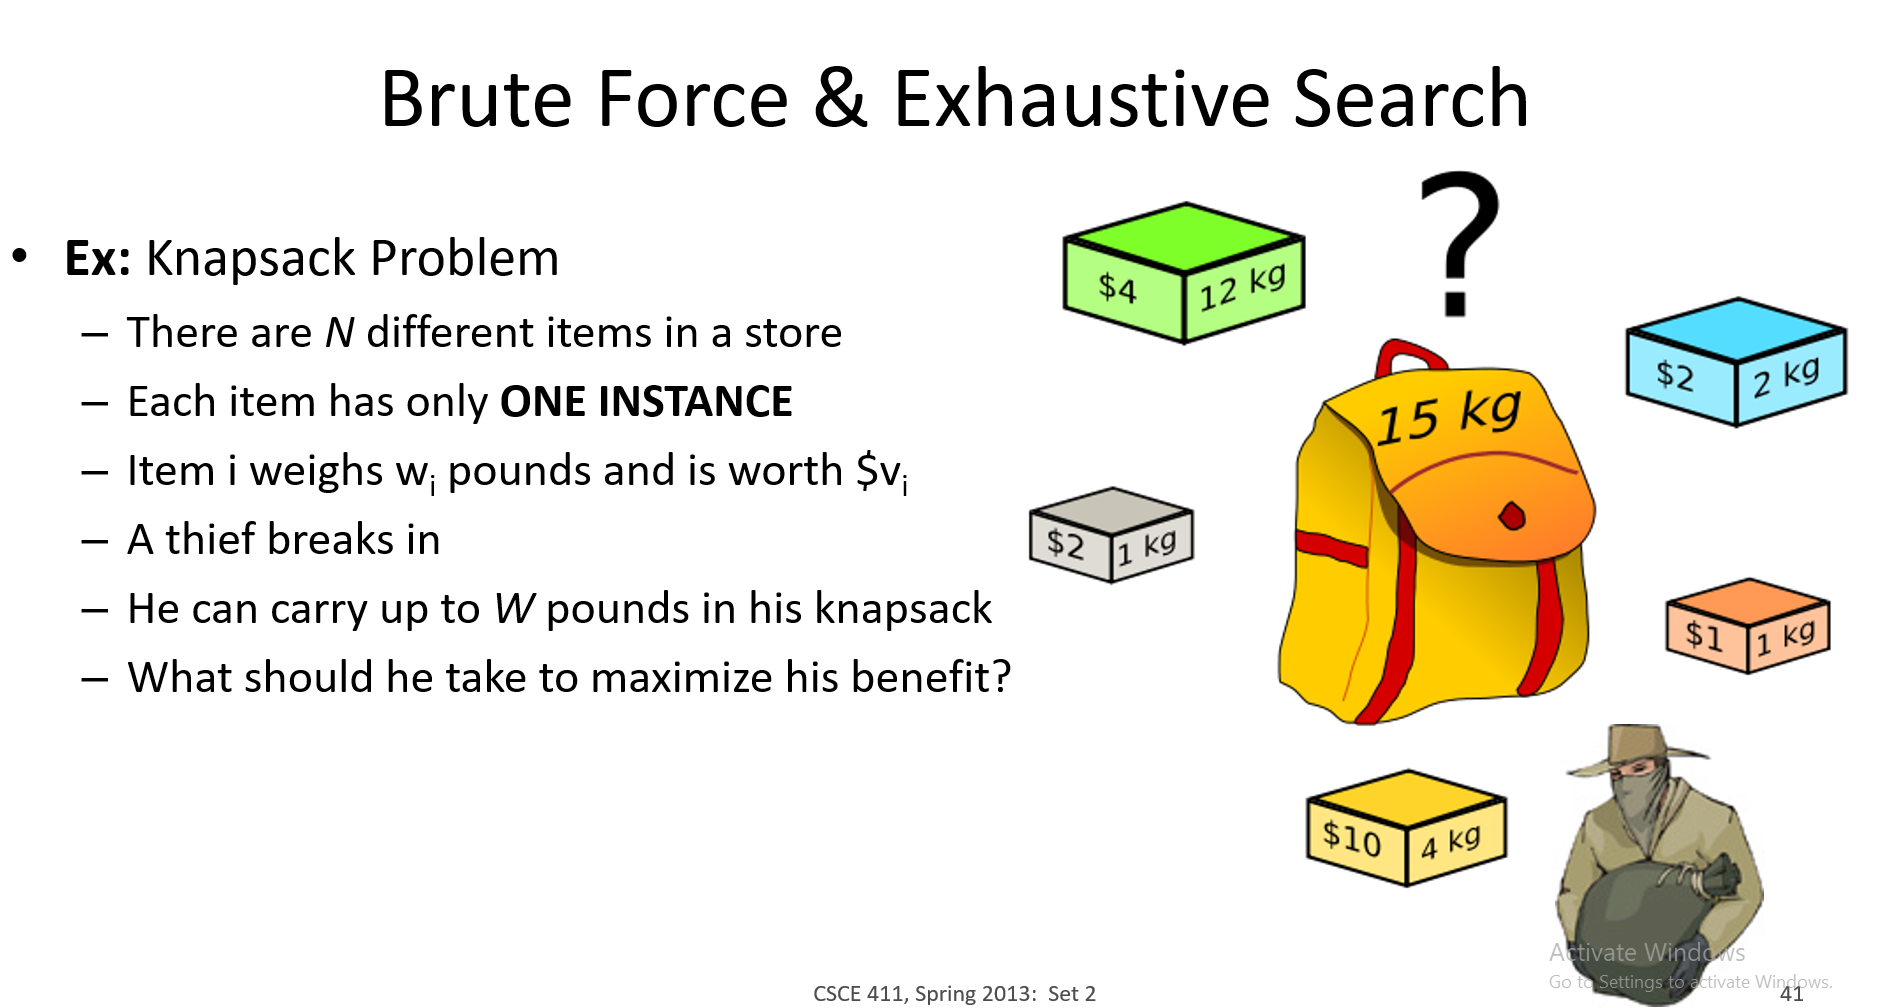 Brute Force & Exhaustive Search
• Ex: Knapsack Problem
– There are N different items in a store
– Each item has only ONE INSTANCE
– Item i weighs wi pounds and is worth $vi
– A thief breaks in
– He can carry up to W pounds in his knapsack
– What should he take to maximize his benefit?
?
$4 12 kg
$2 2 kg
15 kg
$2 1 kg
$1 1 kg
$10 4 kg
Activate Windows
Go to Settings to activate Windows.
CSCE 411, Spring 2013: Set 2
41